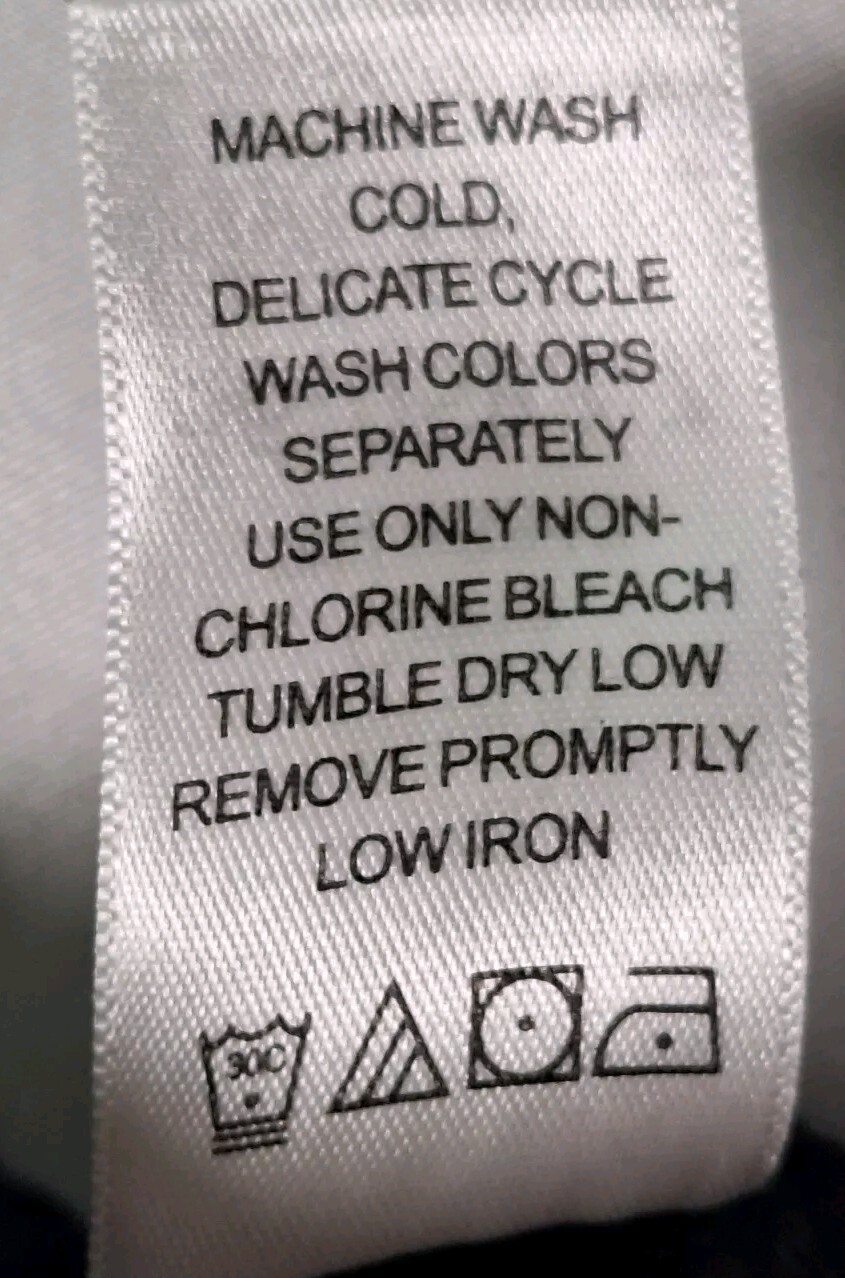 MACHINE WASH
COLD,
DELICATE CYCLE
WASH COLORS
SEPARATELY
USE ONLY NON-
CHLORINE BLEACH
TUMBLE DRY LOW
REMOVE PROMPTLY
LOW IRON
30C